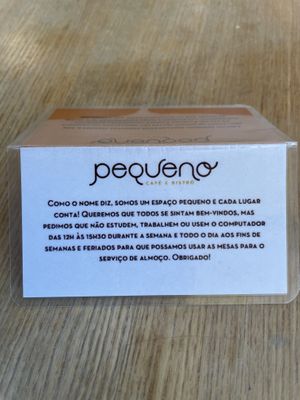 pequeno
CAFÉ & BISTRÔ
COMO O NOME DIZ, SOMOS UM ESPAÇO PEQUENO E CADA LUGAR
CONTA! QUEREMOS QUE TODOS SE SINTAM BEM-VINDOS, MAS
PEDIMOS QUE NÃO ESTUDEM, TRABALHEM OU USEM O COMPUTADOR
DAS 12H ÀS 15H30 DURANTE A SEMANA E TODO O DIA AOS FINS DE
SEMANAS E FERIADOS PARA QUE POSSAMOS USAR AS MESAS PARA O
SERVIÇO DE ALMOÇO. OBRIGADO!